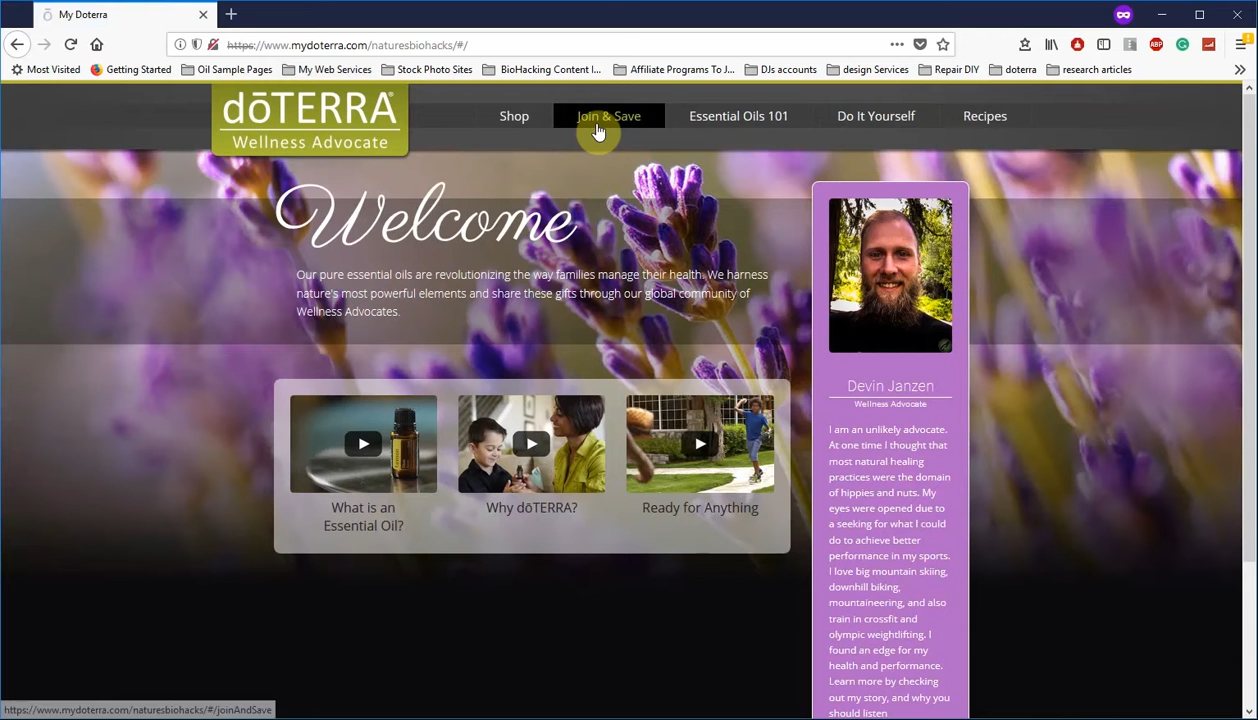 My Doterra
https://www.mydoterra.com/naturesbiohacks/#/
Most Visited
Getting Started
Oil Sample Pages
My Web Services
Stock Photo Sites
BioHacking Content I...
Affiliate Programs To J...
DJs accounts
design Services
Repair DIY
doterra
research articles
dōTERRA®
Wellness Advocate
Shop
Join & Save
Essential Oils 101
Do It Yourself
Recipes
Welcome
Our pure essential oils are revolutionizing the way families manage their health. We harness
nature's most powerful elements and share these gifts through our global community of
Wellness Advocates.
What is an
Essential Oil?
Why dōTERRA?
Ready for Anything
Devin Janzen
Wellness Advocate
I am an unlikely advocate.
At one time I thought that
most natural healing
practices were the domain
of hippies and nuts. My
eyes were opened due to
a seeking for what I could
do to achieve better
performance in my sports.
I love big mountain skiing,
downhill biking,
mountaineering, and also
train in crossfit and
olympic weightlifting. I
found an edge for my
health and performance.
Learn more by checking
out my story, and why you
should listen
https://www.mydoterra.com/naturesbiohacks/#/joinAndSave